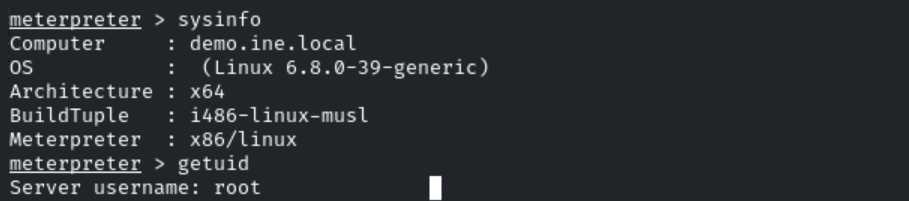 meterpreter > sysinfo
Computer     : demo.ine.local
OS           :  (Linux 6.8.0-39-generic)
Architecture : x64
BuildTuple   : i486-linux-musl
Meterpreter  : x86/linux
meterpreter > getuid
Server username: root